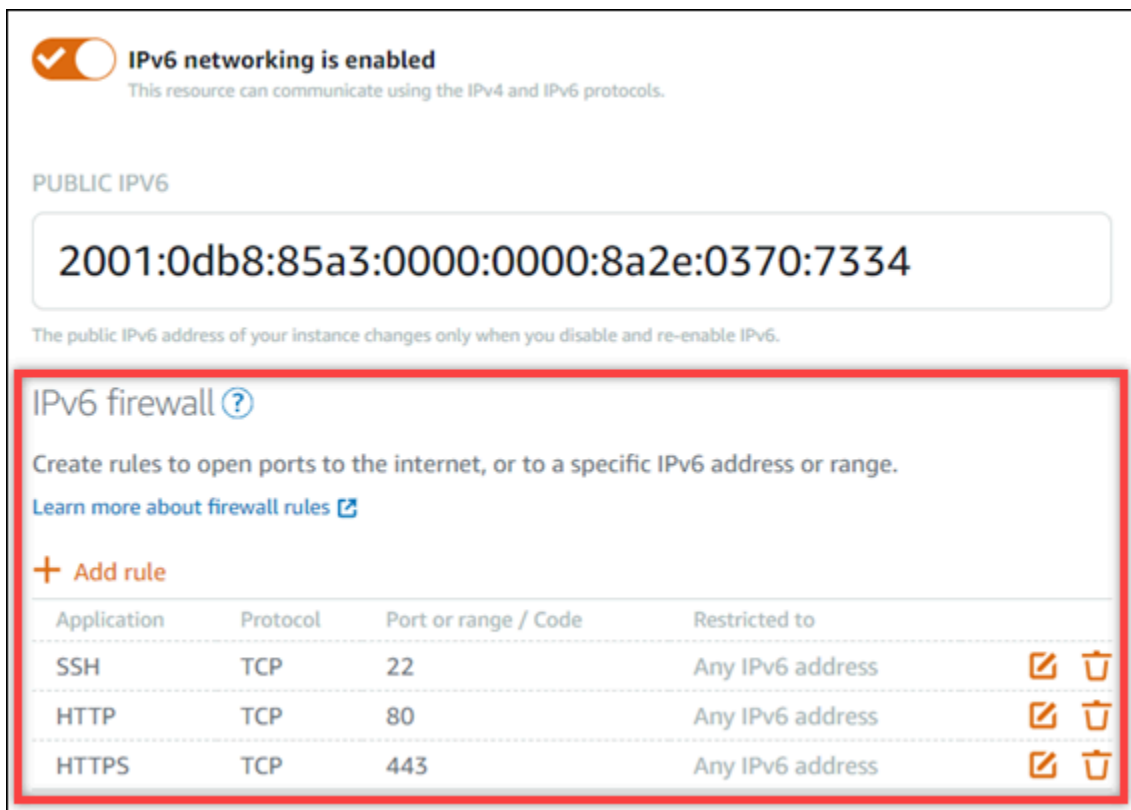 IPv6 networking is enabled
This resource can communicate using the IPv4 and IPv6 protocols.
PUBLIC IPV6
2001:0db8:85a3:0000:0000:8a2e:0370:7334
The public IPv6 address of your instance changes only when you disable and re-enable IPv6.
IPv6 firewall ?
Create rules to open ports to the internet, or to a specific IPv6 address or range.
Learn more about firewall rules
+ Add rule
Application Protocol Port or range / Code Restricted to
SSH TCP 22 Any IPv6 address
HTTP TCP 80 Any IPv6 address
HTTPS TCP 443 Any IPv6 address